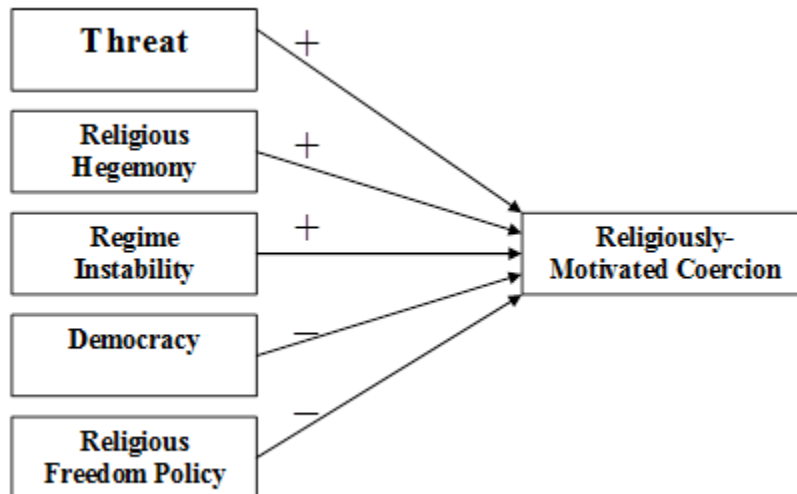 Threat
+
Religious
Hegemony
+
Regime
Instability
+
Religiously-
Motivated Coercion
Democracy
–
Religious
Freedom Policy
–